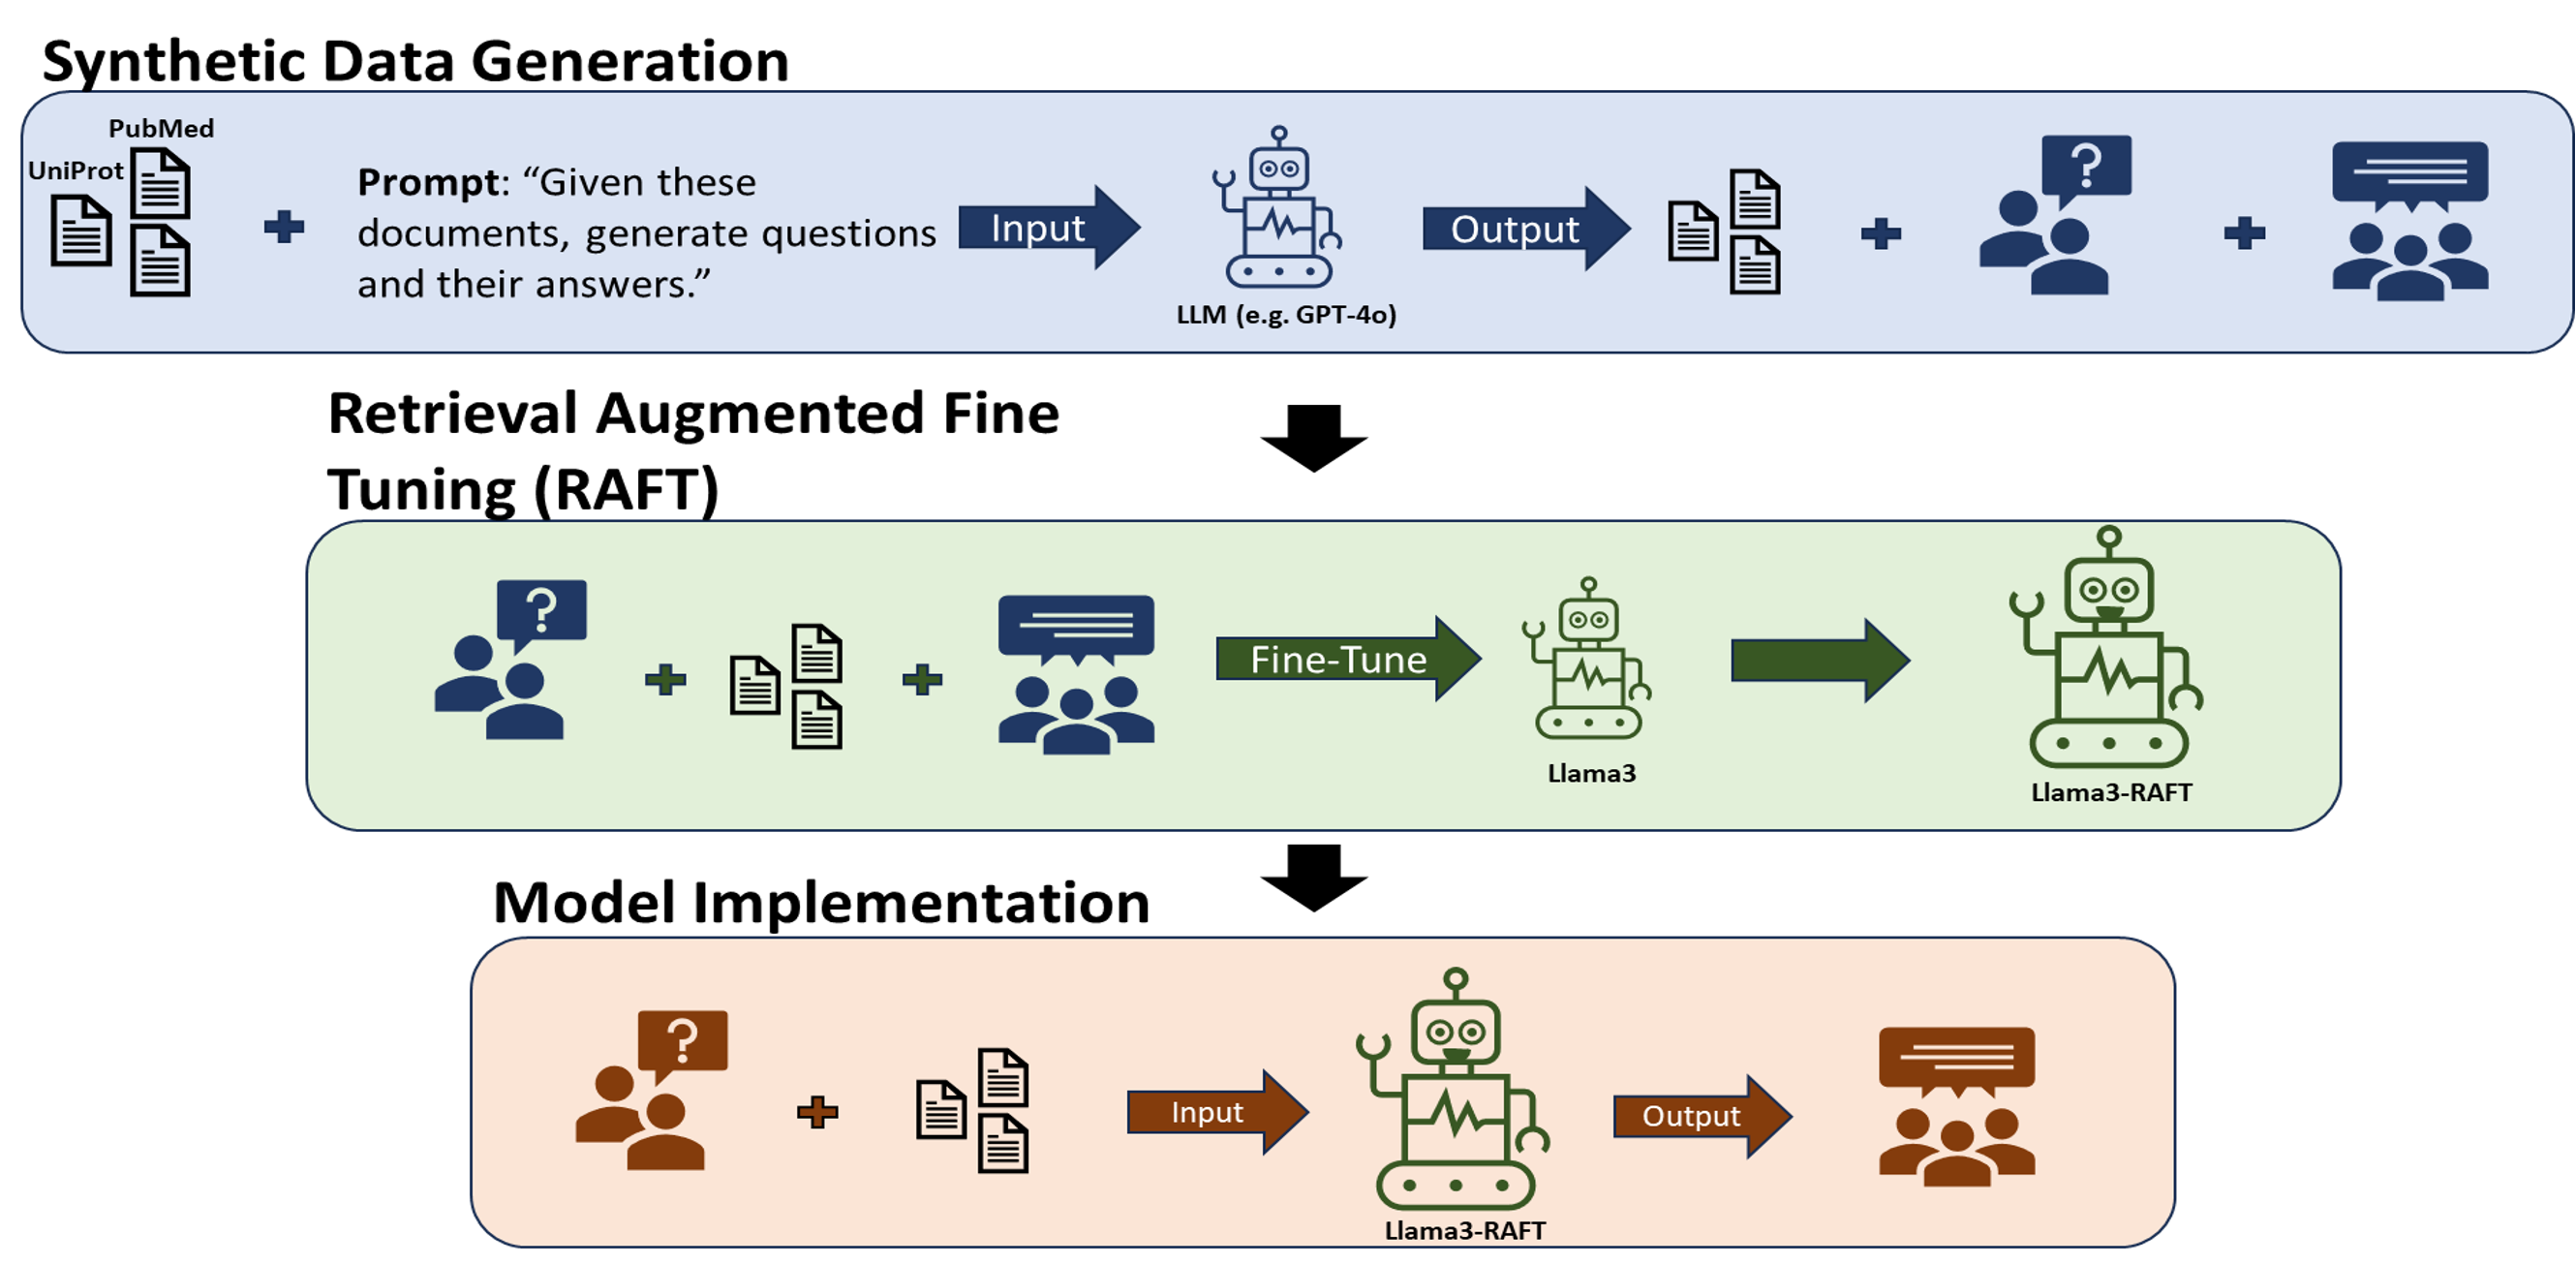 Synthetic Data Generation
PubMed
UniProt
Prompt: “Given these
documents, generate questions
and their answers.”
Input
LLM (e.g. GPT-4o)
Output
?
Retrieval Augmented Fine
Tuning (RAFT)
?
Fine-Tune
Llama3
Llama3-RAFT
Model Implementation
?
Input
Llama3-RAFT
Output